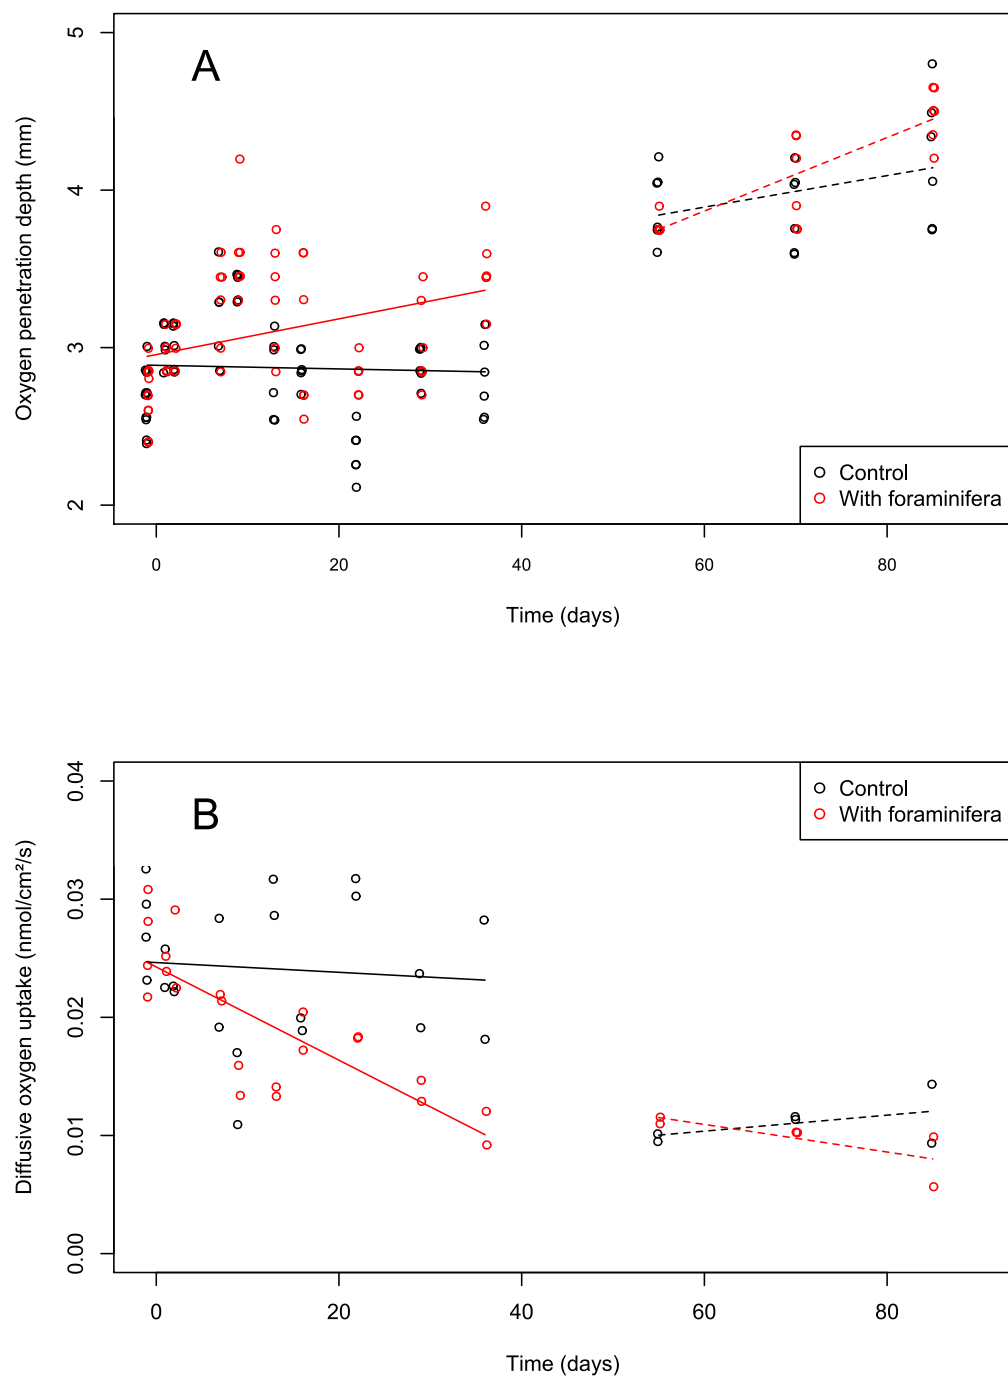 A
Oxygen penetration depth (mm)
5
4
3
2
Control
With foraminifera
0 20 40 60 80
Time (days)
B
Diffusive oxygen uptake (nmol/cm²/s)
0.04
0.03
0.02
0.01
0.00
Control
With foraminifera
0 20 40 60 80
Time (days)